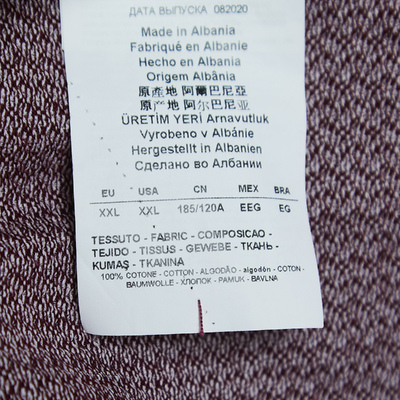 ДАТА ВЫПУСКА 082020
Made in Albania
Fabriqué en Albanie
Hecho en Albania
Origem Albânia
原產地 阿爾巴尼亞
原产地 阿尔巴尼亚
ÜRETİM YERİ Arnavutluk
Vyrobeno v Albánie
Hergestellt in Albanien
Сделано во Албании
EU USA CN MEX BRA
XXL XXL 185/120A EEG EG
TESSUTO - FABRIC - COMPOSICAO -
TEJIDO - TISSUS - GEWEBE - ТКАНЬ -
KUMAŞ - TKANINA
100% COTONE - COTTON - ALGODÃO - algodón - COTON -
BAUMWOLLE - ХЛОПОК - PAMUK - BAVLNA